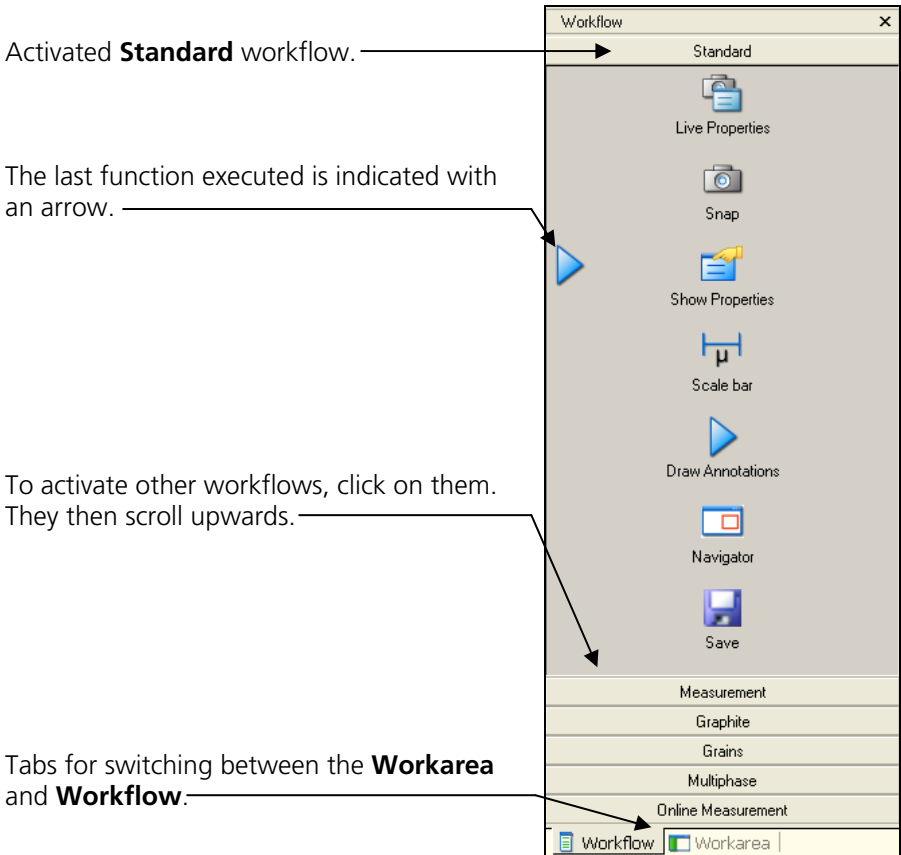 Workflow
Activated Standard workflow.
Standard
Live Properties
The last function executed is indicated with
an arrow.
Snap
Show Properties
µ
Scale bar
Draw Annotations
To activate other workflows, click on them.
They then scroll upwards.
Navigator
Save
Measurement
Graphite
Grains
Multiphase
Online Measurement
Tabs for switching between the Workarea
and Workflow.
Workflow Workarea